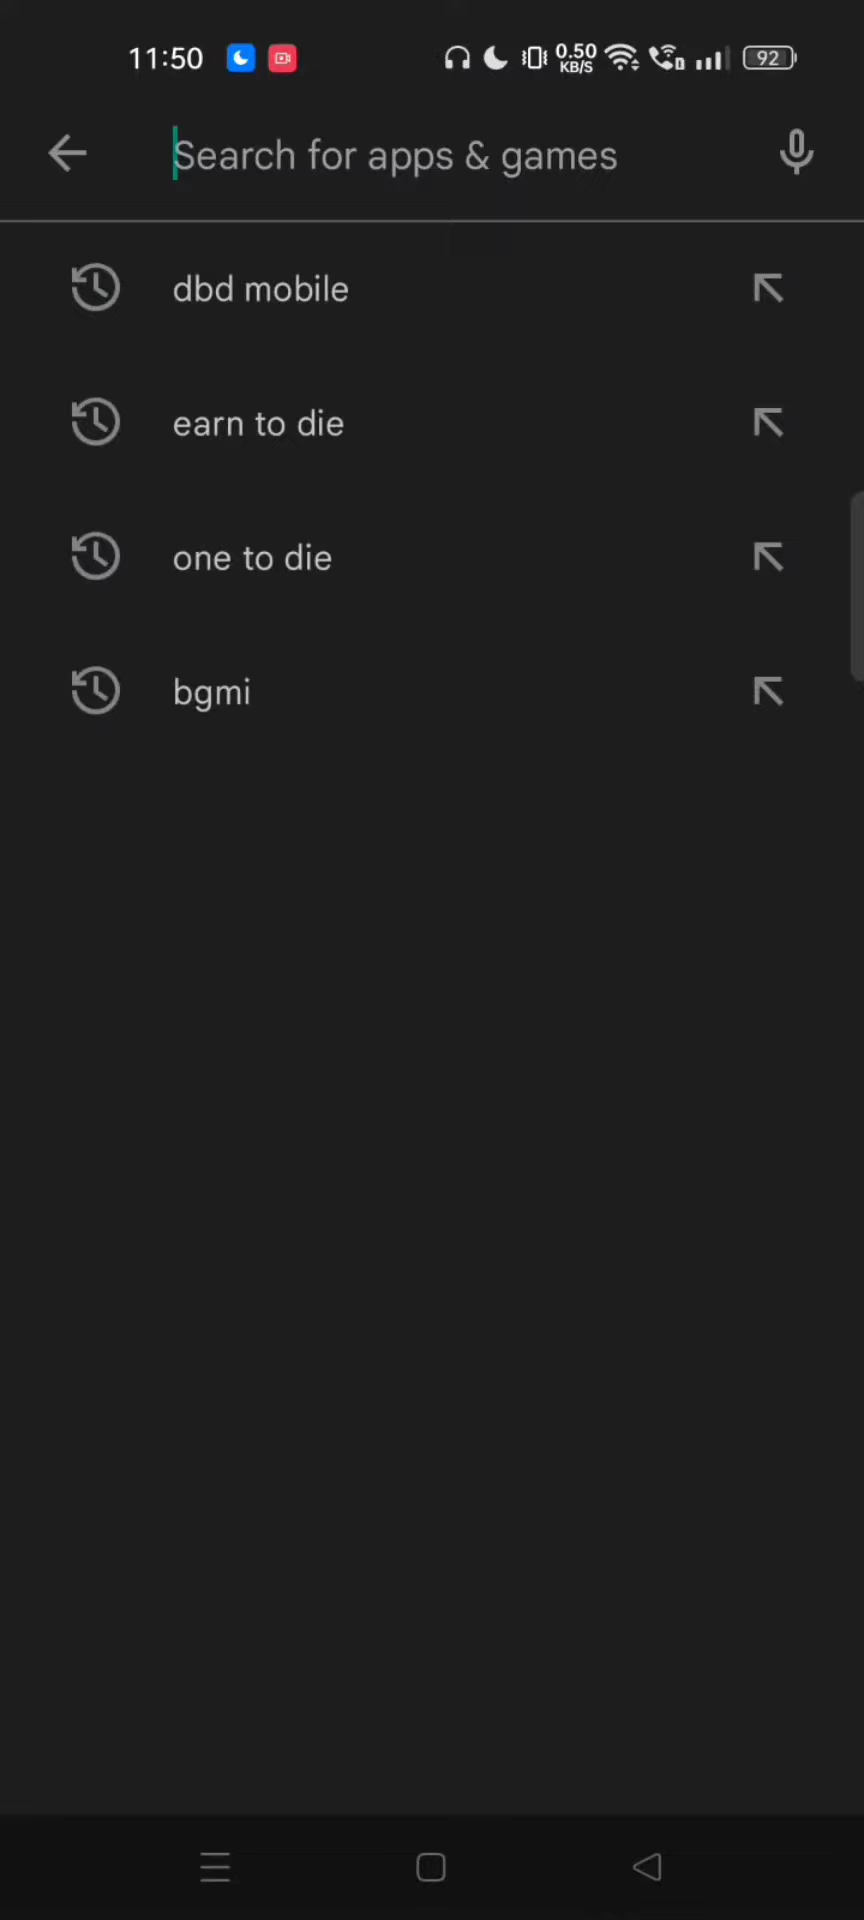 11:50
0.50
KB/S
92
Search for apps & games
dbd mobile
earn to die
one to die
bgmi